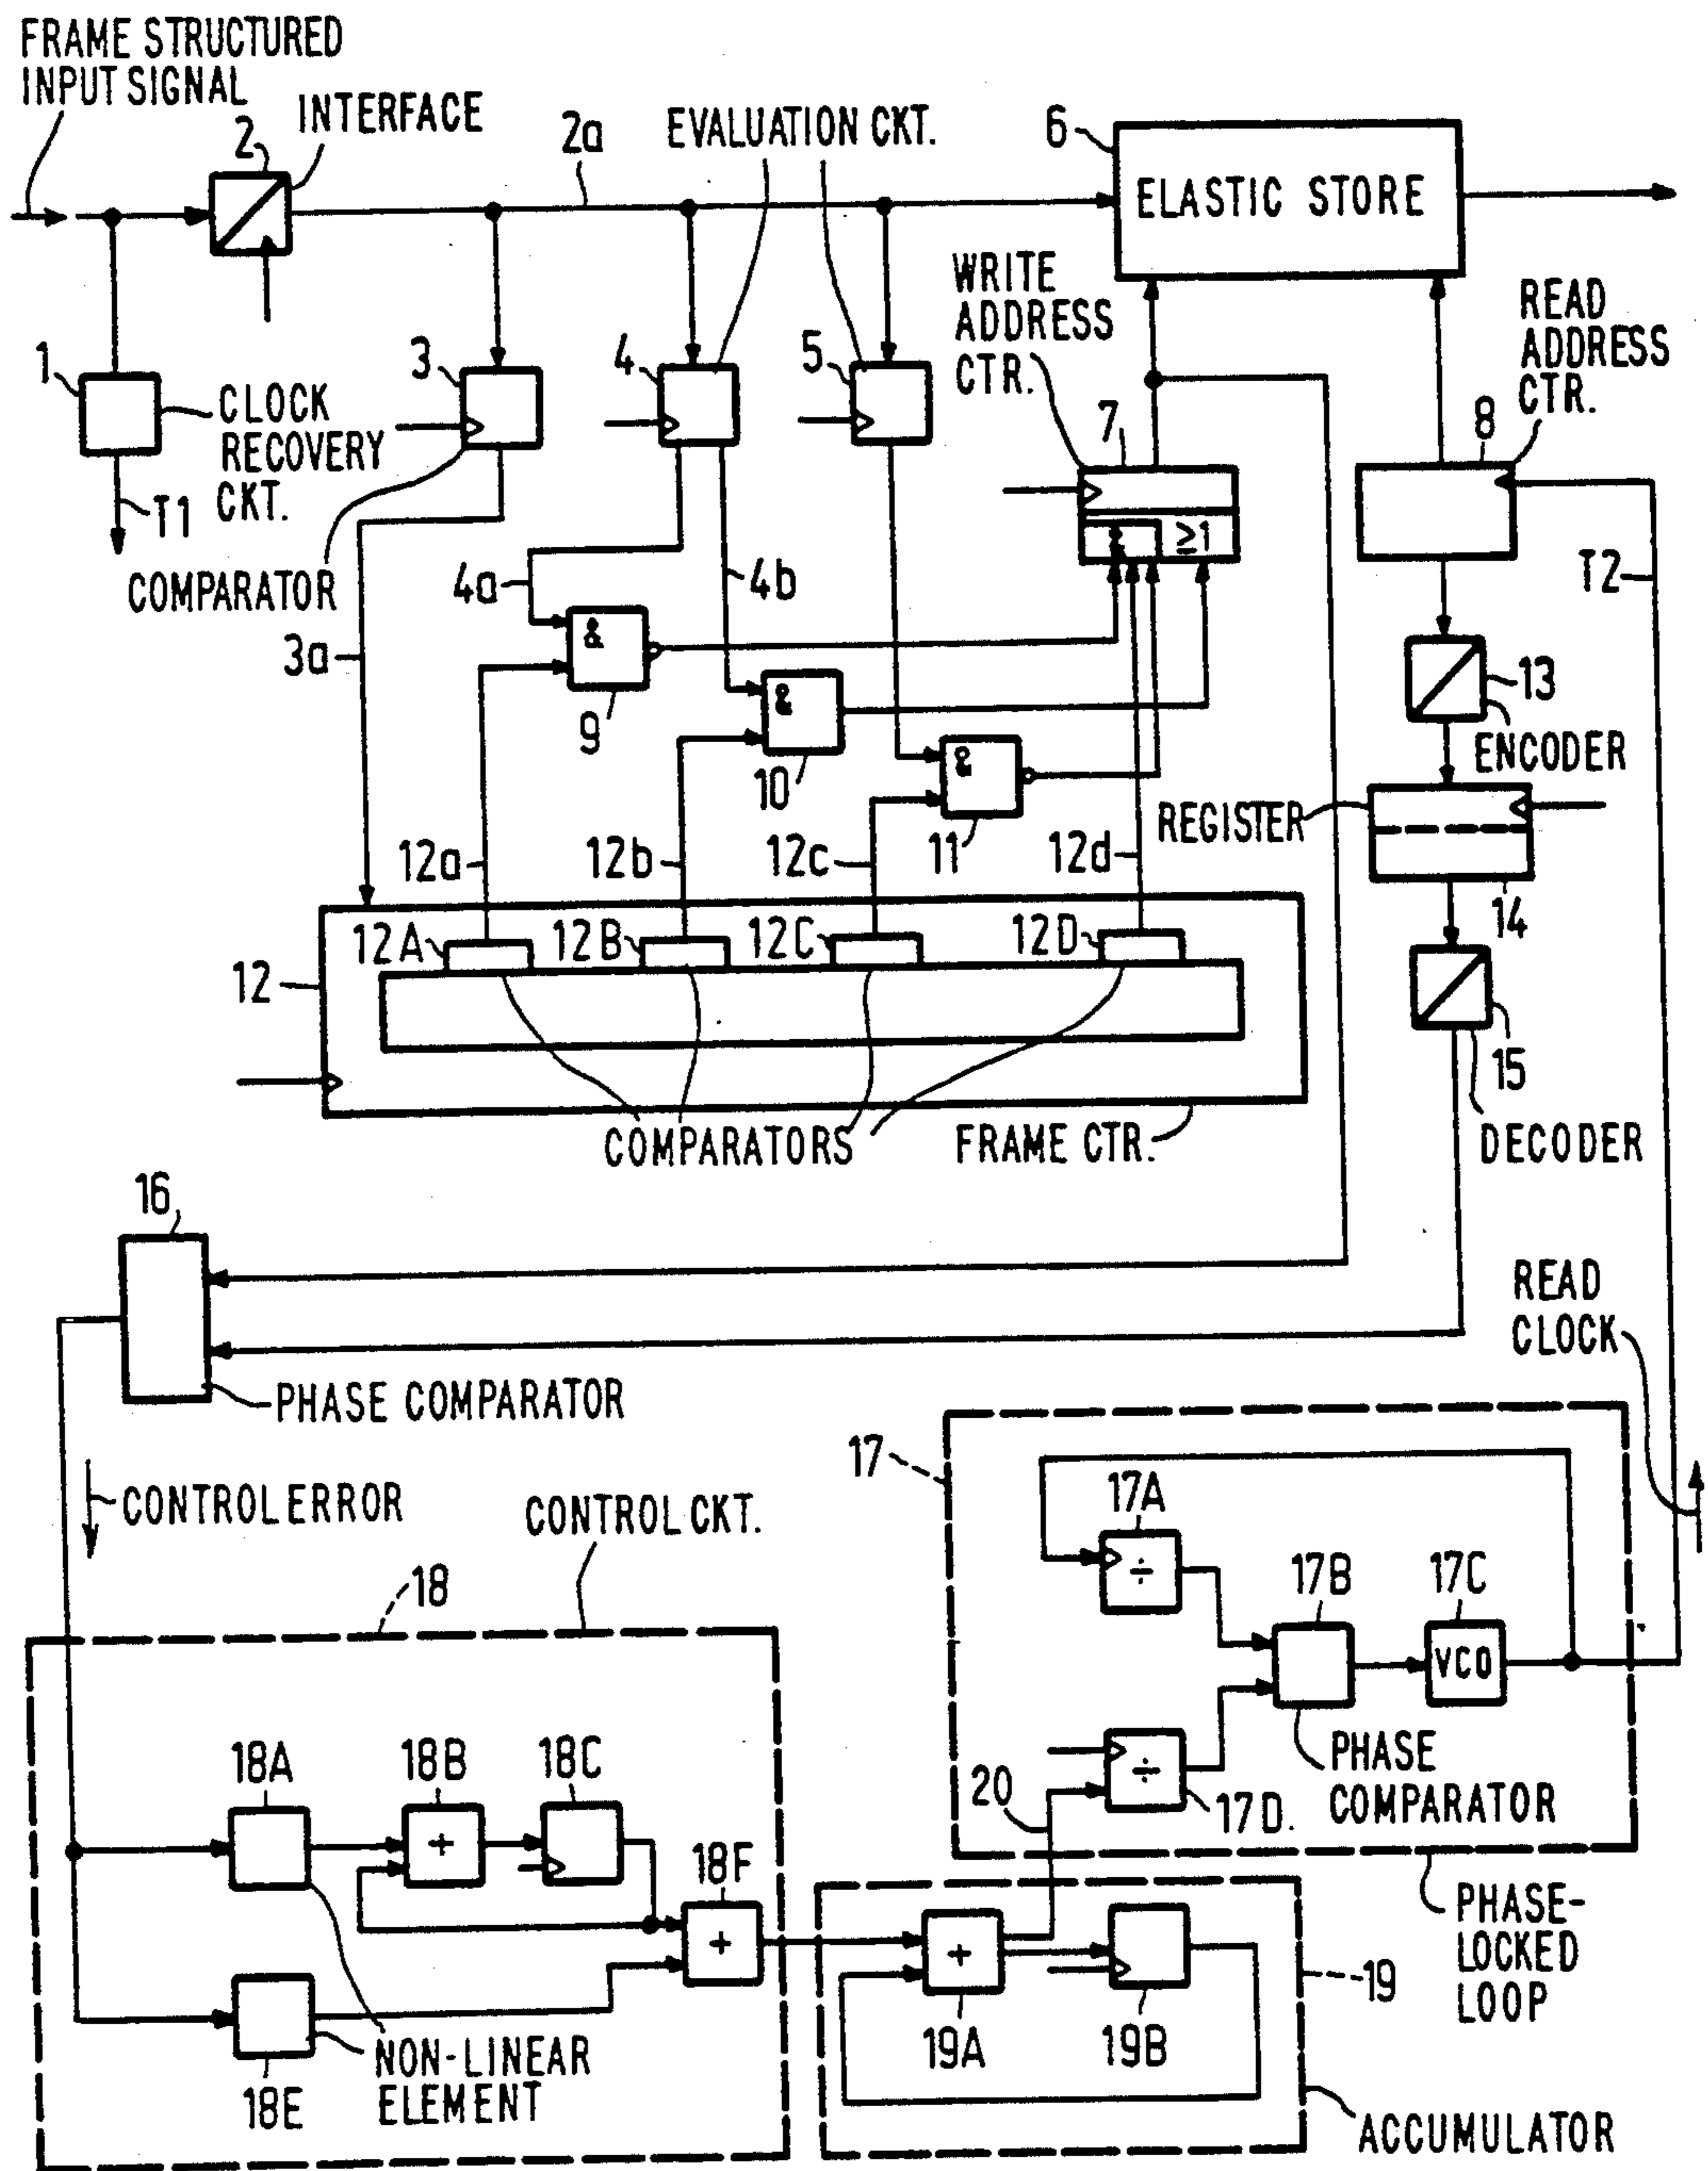 FRAME STRUCTURED
INPUT SIGNAL
INTERFACE
2
2a
EVALUATION CKT.
6
ELASTIC STORE
WRITE
ADDRESS
CTR.
READ
ADDRESS
CTR.
1
CLOCK
RECOVERY
CKT.
T1
3
4
5
7
8
COMPARATOR
&
≥1
T2
3a
4a
4b
&
9
&
10
&
11
13
ENCODER
REGISTER
14
12a
12b
12c
12d
12A
12B
12C
12D
12
15
DECODER
COMPARATORS
FRAME CTR.
16
PHASE COMPARATOR
READ
CLOCK
CONTROL ERROR
CONTROL CKT.
17
17A
÷
17B
17C
VCO
18
PHASE
COMPARATOR
÷
17D.
20
18A
18B
+
18C
18F
+
PHASE-
LOCKED
LOOP
18E
NON-LINEAR
ELEMENT
+
19A
19B
19
ACCUMULATOR